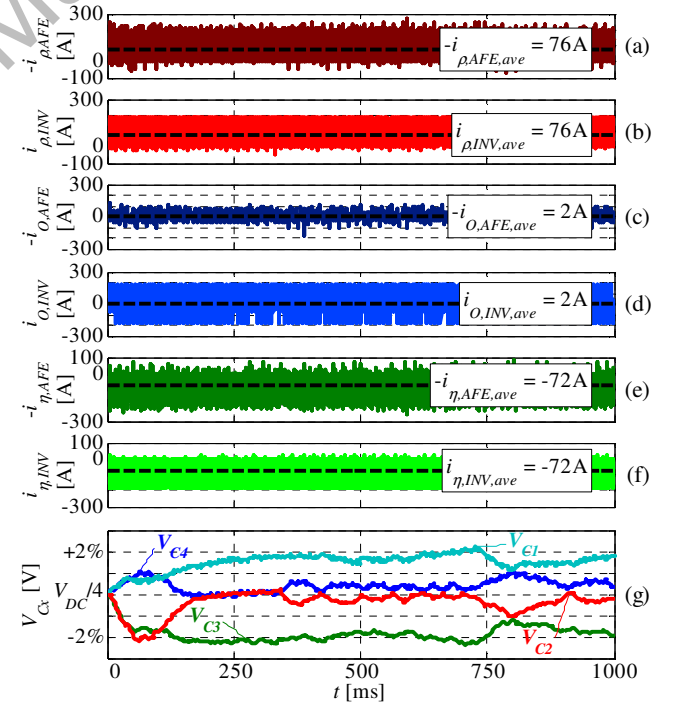 M
300
0
-100
-i ρ,AFE [A]
-i ρ,AFE,ave = 76A
(a)
300
0
-100
i ρ,INV [A]
i ρ,INV,ave = 76A
(b)
300
0
-300
-i O,AFE [A]
-i O,AFE,ave = 2A
(c)
300
0
-300
i O,INV [A]
i O,INV,ave = 2A
(d)
100
0
-300
-i η,AFE [A]
-i η,AFE,ave = -72A
(e)
100
0
-300
i η,INV [A]
i η,INV,ave = -72A
(f)
V Cx [V]
+2%
V DC /4
-2%
V C4
V C1
V C3
V C2
(g)
0 250 500 750 1000
t [ms]